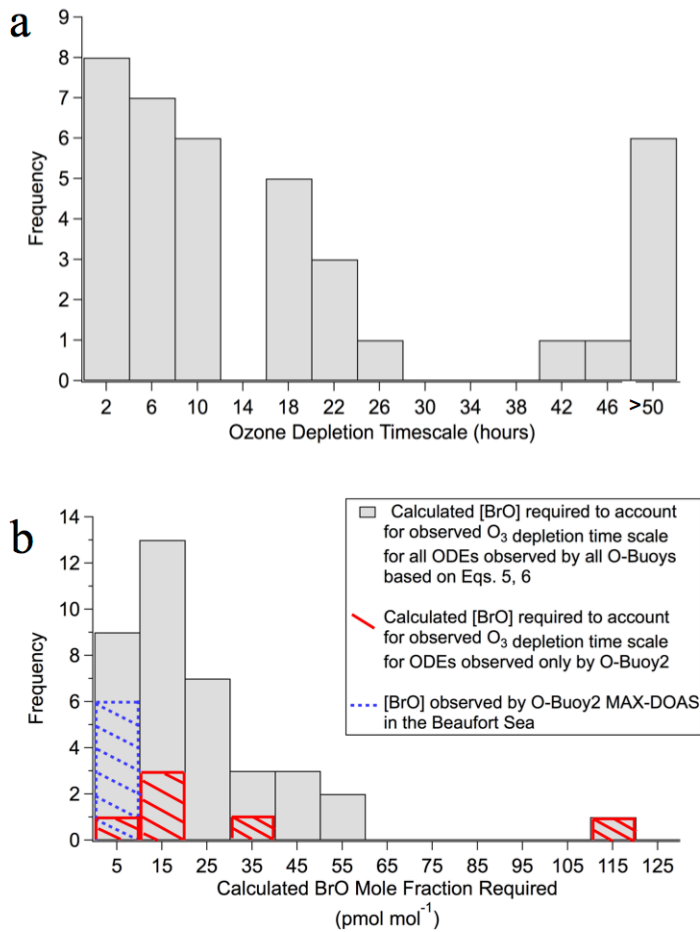 a
9
8
7
6
5
4
3
2
1
0
Frequency
2 6 10 14 18 22 26 30 34 38 42 46 >50
Ozone Depletion Timescale (hours)
b
14
12
10
8
6
4
2
0
Frequency
5 15 25 35 45 55 65 75 85 95 105 115 125
Calculated BrO Mole Fraction Required
(pmol mol⁻¹)
Calculated [BrO] required to account
for observed O₃ depletion time scale
for all ODEs observed by all O-Buoys
based on Eqs. 5, 6
Calculated [BrO] required to account
for observed O₃ depletion time scale
for ODEs observed only by O-Buoy2
[BrO] observed by O-Buoy2 MAX-DOAS
in the Beaufort Sea